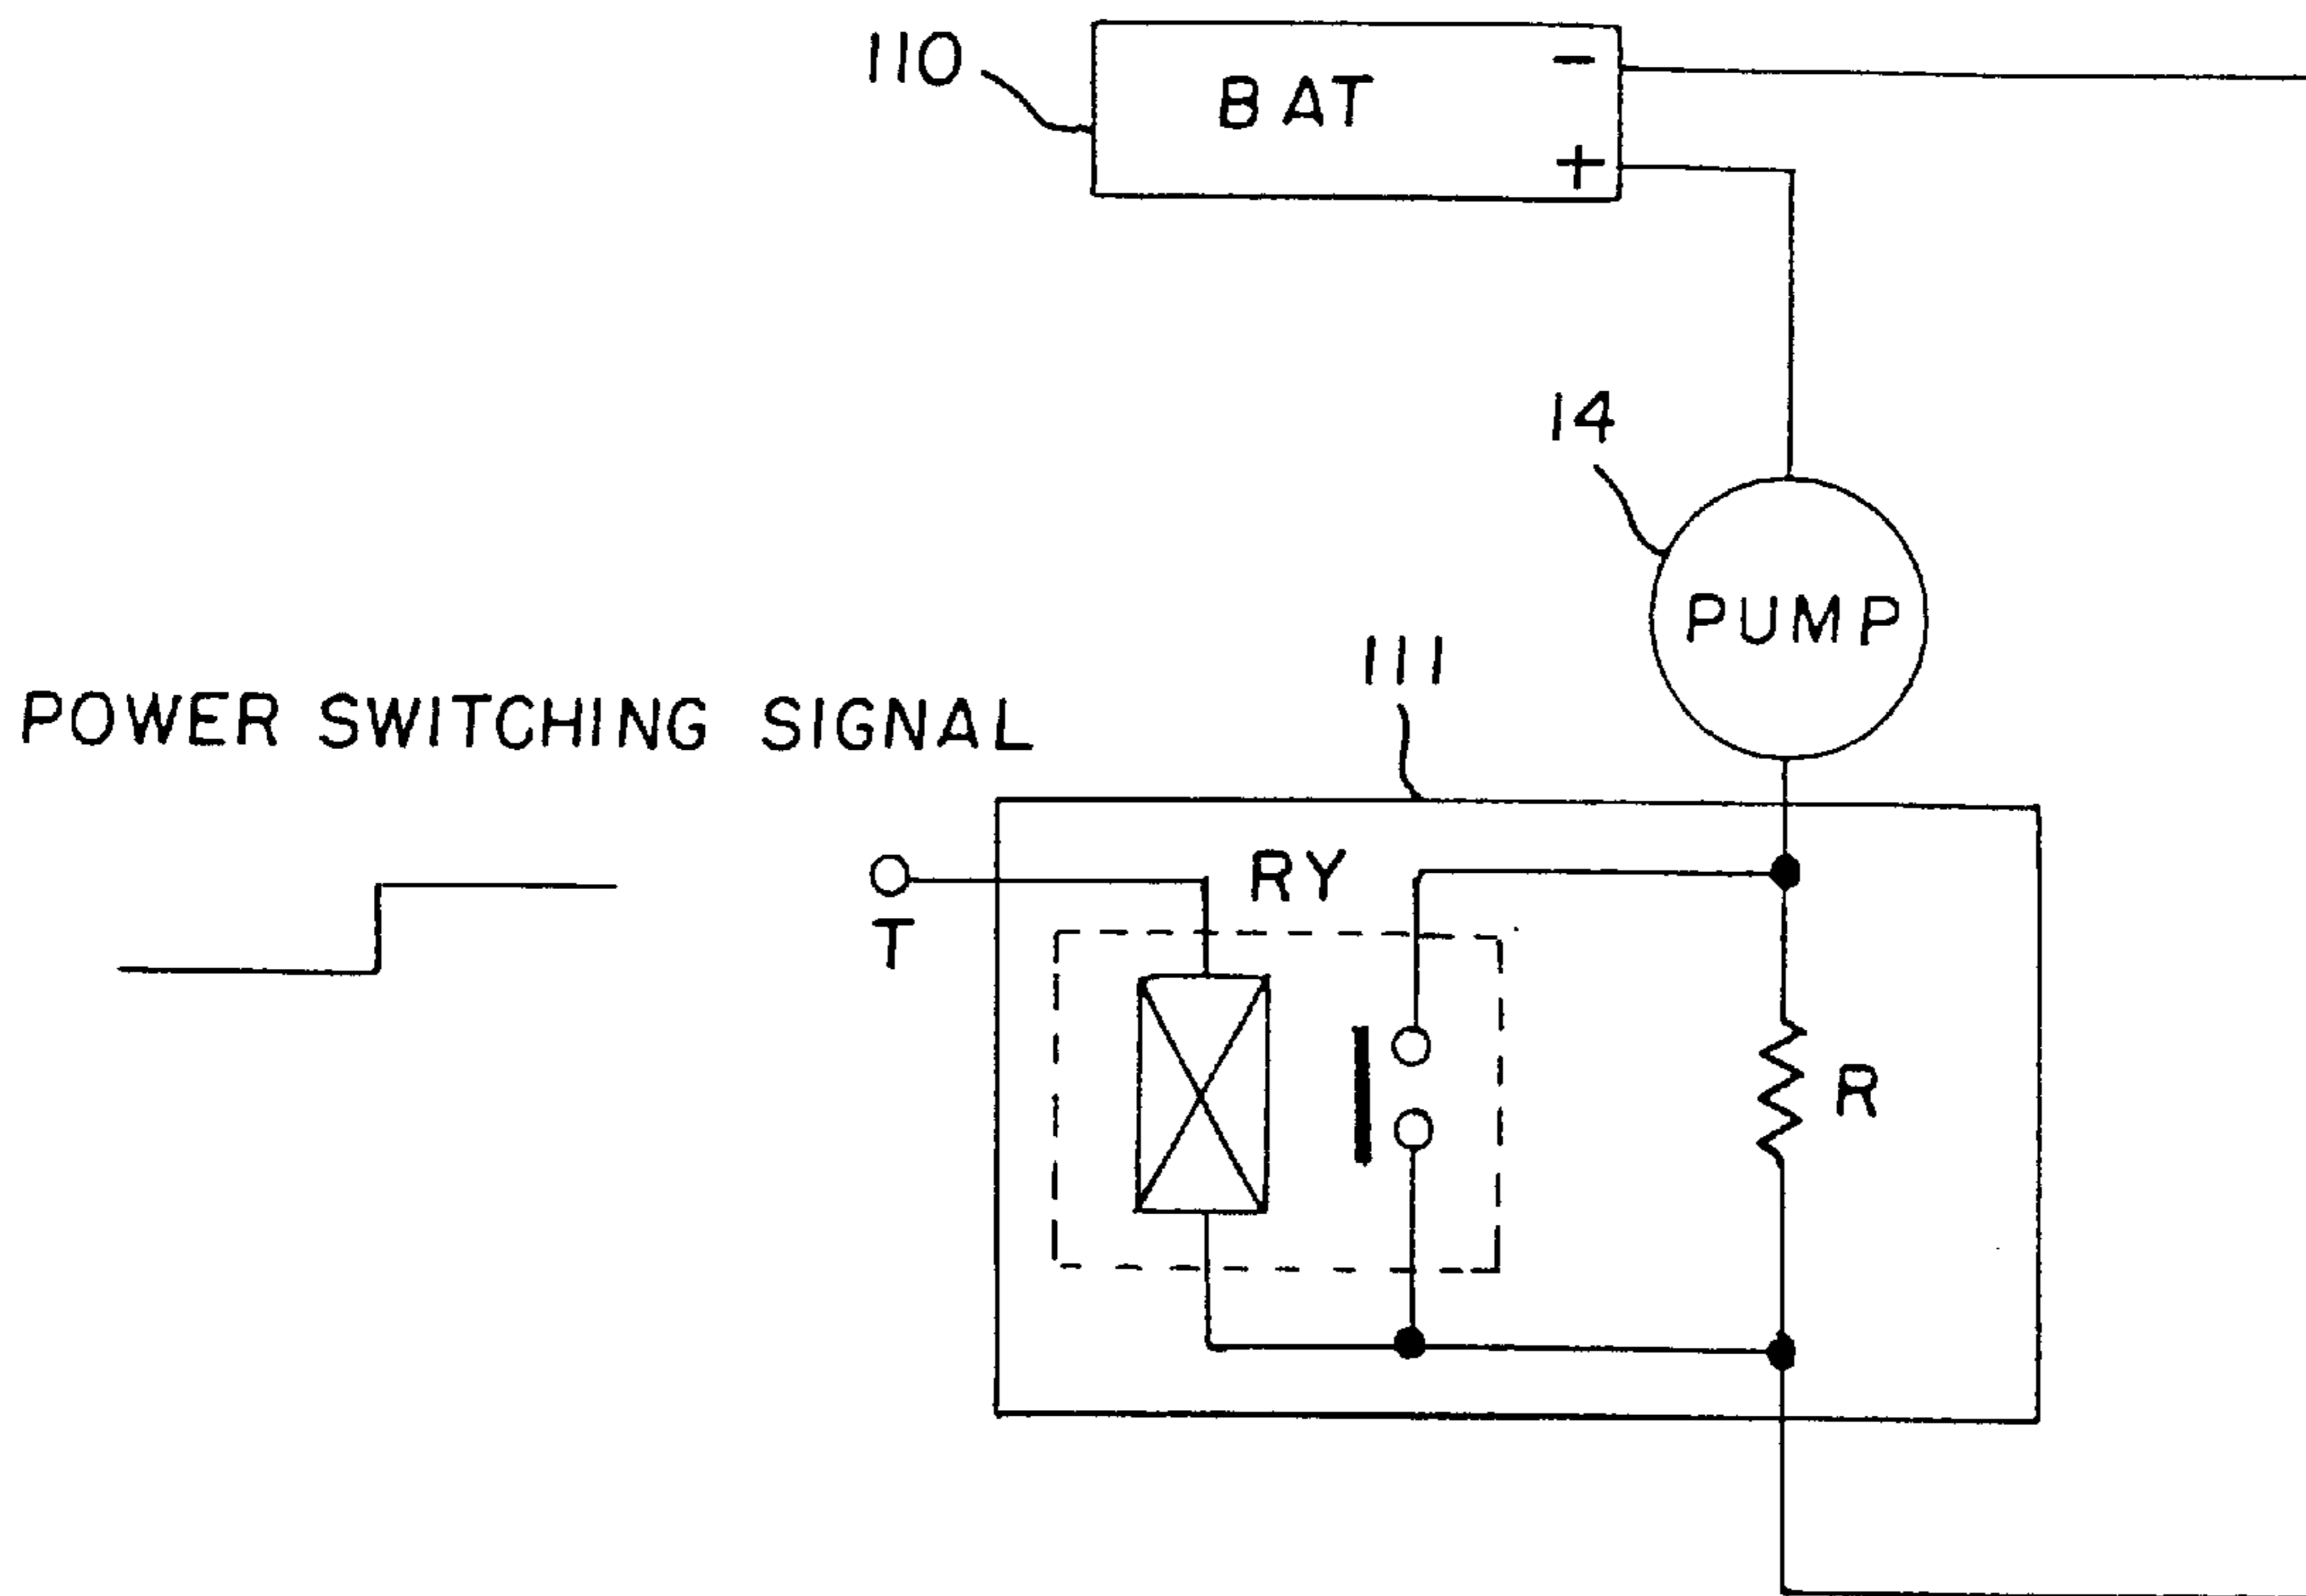 110
BAT
-
+
14
PUMP
111
POWER SWITCHING SIGNAL
RY
T
R